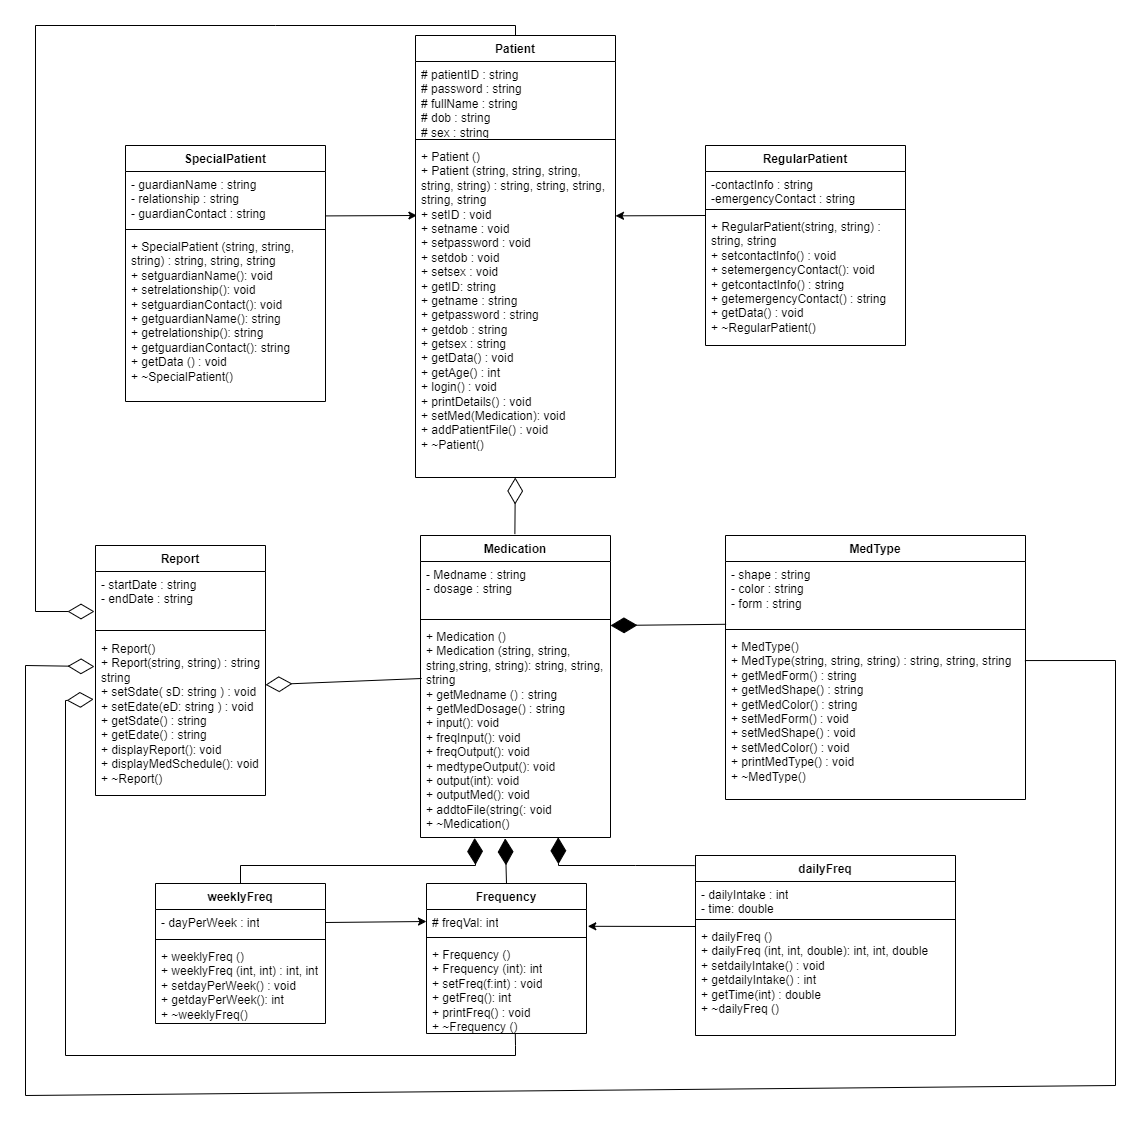 Patient
# patientID : string
# password : string
# fullName : string
# dob : string
# sex : string
+ Patient ()
+ Patient (string, string, string,
string, string) : string, string, string,
string, string
+ setID : void
+ setname : void
+ setpassword : void
+ setdob : void
+ setsex : void
+ getID: string
+ getname : string
+ getpassword : string
+ getdob : string
+ getsex : string
+ getData() : void
+ getAge() : int
+ login() : void
+ printDetails() : void
+ setMed(Medication): void
+ addPatientFile() : void
+ ~Patient()
SpecialPatient
- guardianName : string
- relationship : string
- guardianContact : string
+ SpecialPatient (string, string,
string) : string, string, string
+ setguardianName(): void
+ setrelationship(): void
+ setguardianContact(): void
+ getguardianName(): string
+ getrelationship(): string
+ getguardianContact(): string
+ getData () : void
+ ~SpecialPatient()
RegularPatient
-contactInfo : string
-emergencyContact : string
+ RegularPatient(string, string) :
string, string
+ setcontactInfo() : void
+ setemergencyContact(): void
+ getcontactInfo() : string
+ getemergencyContact() : string
+ getData() : void
+ ~RegularPatient()
Report
- startDate : string
- endDate : string
+ Report()
+ Report(string, string) : string
string
+ setSdate( sD: string ) : void
+ setEdate(eD: string ) : void
+ getSdate() : string
+ getEdate() : string
+ displayReport(): void
+ displayMedSchedule(): void
+ ~Report()
Medication
- Medname : string
- dosage : string
+ Medication ()
+ Medication (string, string,
string,string, string): string, string,
string
+ getMedname () : string
+ getMedDosage() : string
+ input(): void
+ freqInput(): void
+ freqOutput(): void
+ medtypeOutput(): void
+ output(int): void
+ outputMed(): void
+ addtoFile(string(: void
+ ~Medication()
MedType
- shape : string
- color : string
- form : string
+ MedType()
+ MedType(string, string, string) : string, string, string
+ getMedForm() : string
+ getMedShape() : string
+ getMedColor() : string
+ setMedForm() : void
+ setMedShape() : void
+ setMedColor() : void
+ printMedType() : void
+ ~MedType()
weeklyFreq
- dayPerWeek : int
+ weeklyFreq ()
+ weeklyFreq (int, int) : int, int
+ setdayPerWeek() : void
+ getdayPerWeek(): int
+ ~weeklyFreq()
Frequency
# freqVal: int
+ Frequency ()
+ Frequency (int): int
+ setFreq(f:int) : void
+ getFreq(): int
+ printFreq() : void
+ ~Frequency ()
dailyFreq
- dailyIntake : int
- time: double
+ dailyFreq ()
+ dailyFreq (int, int, double): int, int, double
+ setdailyIntake() : void
+ getdailyIntake() : int
+ getTime(int) : double
+ ~dailyFreq ()